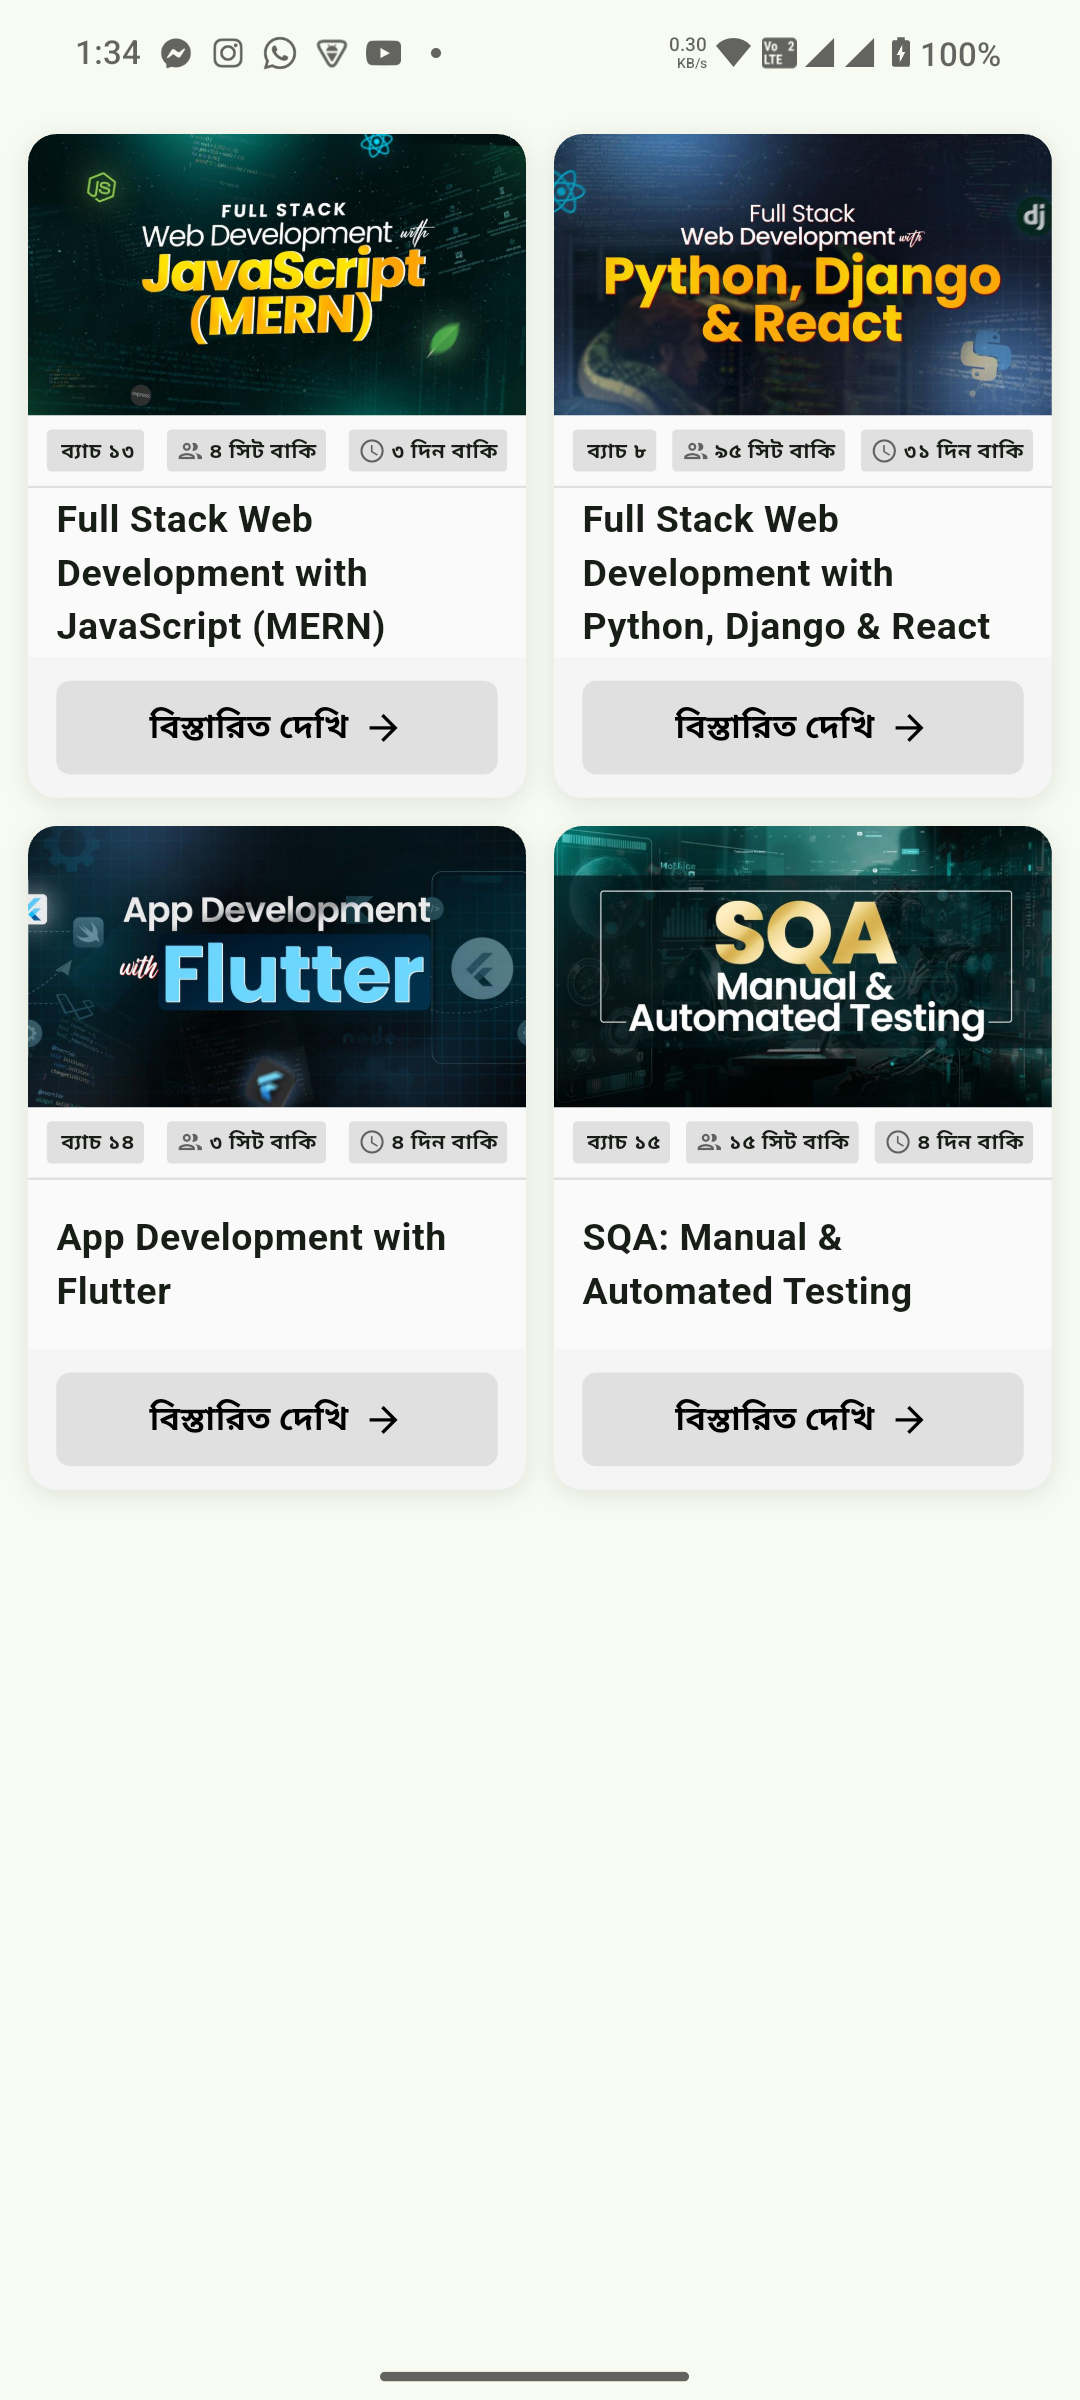 1:34
0.30
KB/s
Vo 2
LTE
100%
FULL STACK
Web Development with
JavaScript
(MERN)
ব্যাচ ১৩
৪ সিট বাকি
৩ দিন বাকি
Full Stack Web
Development with
JavaScript (MERN)
বিস্তারিত দেখি
Full Stack
Web Development with
Python, Django
& React
dj
ব্যাচ ৮
৯৫ সিট বাকি
৩১ দিন বাকি
Full Stack Web
Development with
Python, Django & React
বিস্তারিত দেখি
App Development
with Flutter
ব্যাচ ১৪
৩ সিট বাকি
৪ দিন বাকি
App Development with
Flutter
বিস্তারিত দেখি
SQA
Manual &
Automated Testing
ব্যাচ ১৫
১৫ সিট বাকি
৪ দিন বাকি
SQA: Manual &
Automated Testing
বিস্তারিত দেখি